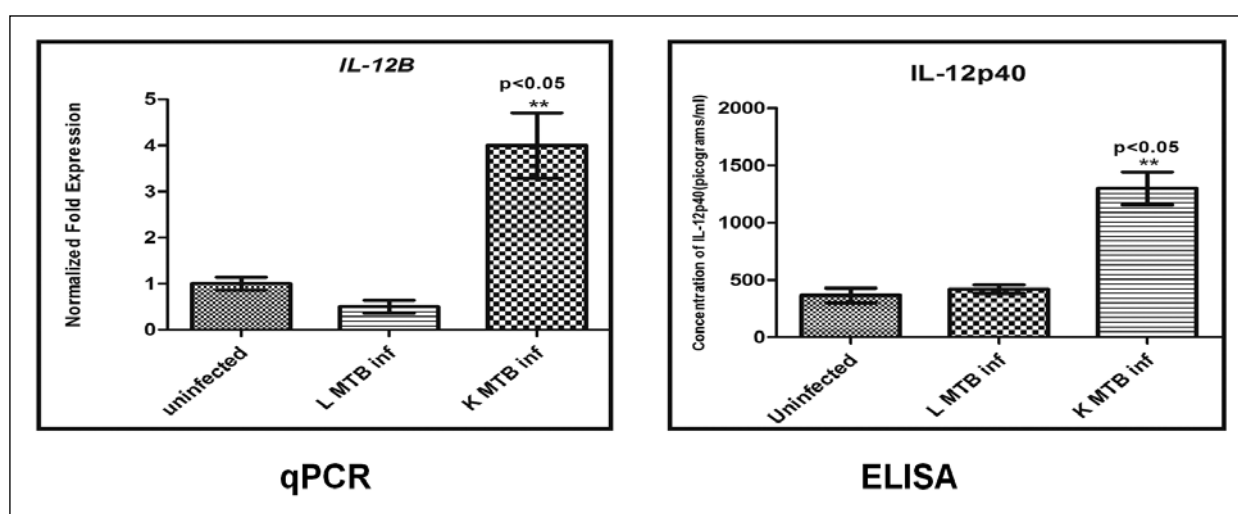 IL-12B
p<0.05
**
Normalized Fold Expression
5
4
3
2
1
0
uninfected
L MTB inf
K MTB inf
qPCR
IL-12p40
p<0.05
**
Concentration of IL-12p40(picograms/ml)
2000
1500
1000
500
0
Uninfected
L MTB inf
K MTB inf
ELISA